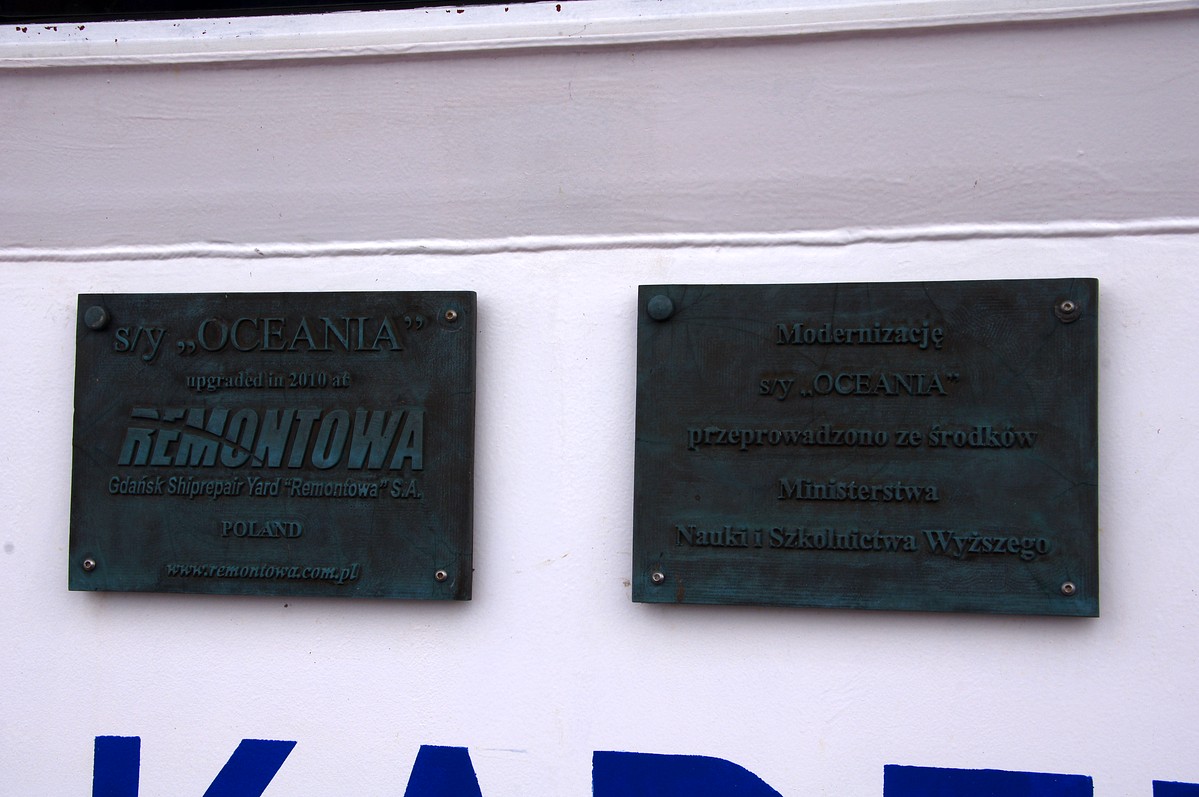 s/y „OCEANIA”
upgraded in 2010 at
REMONTOWA
Gdańsk Shiprepair Yard "Remontowa" S.A.
POLAND
www.remontowa.com.pl
Modernizację
s/y „OCEANIA”
przeprowadzono ze środków
Ministerstwa
Nauki i Szkolnictwa Wyższego